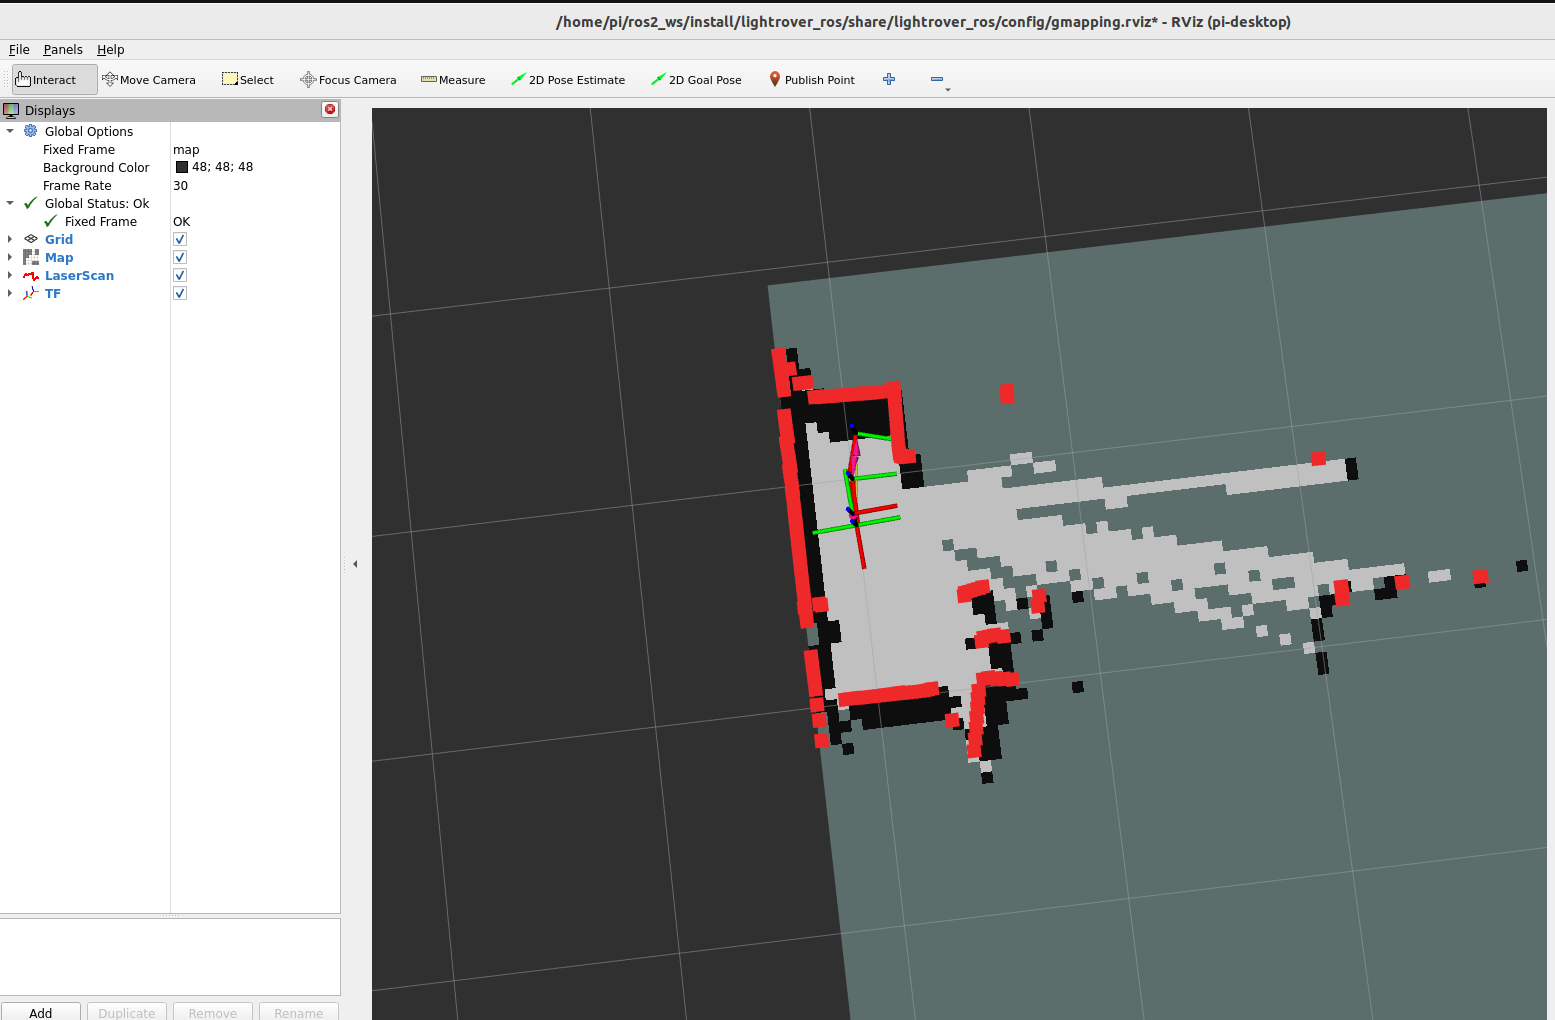 /home/pi/ros2_ws/install/lightrover_ros/share/lightrover_ros/config/gmapping.rviz* - RViz (pi-desktop)
File Panels Help
Interact Move Camera Select Focus Camera Measure 2D Pose Estimate 2D Goal Pose Publish Point
Displays
Global Options
Fixed Frame map
Background Color 48; 48; 48
Frame Rate 30
Global Status: Ok
Fixed Frame OK
Grid
Map
LaserScan
TF
Add Duplicate Remove Rename